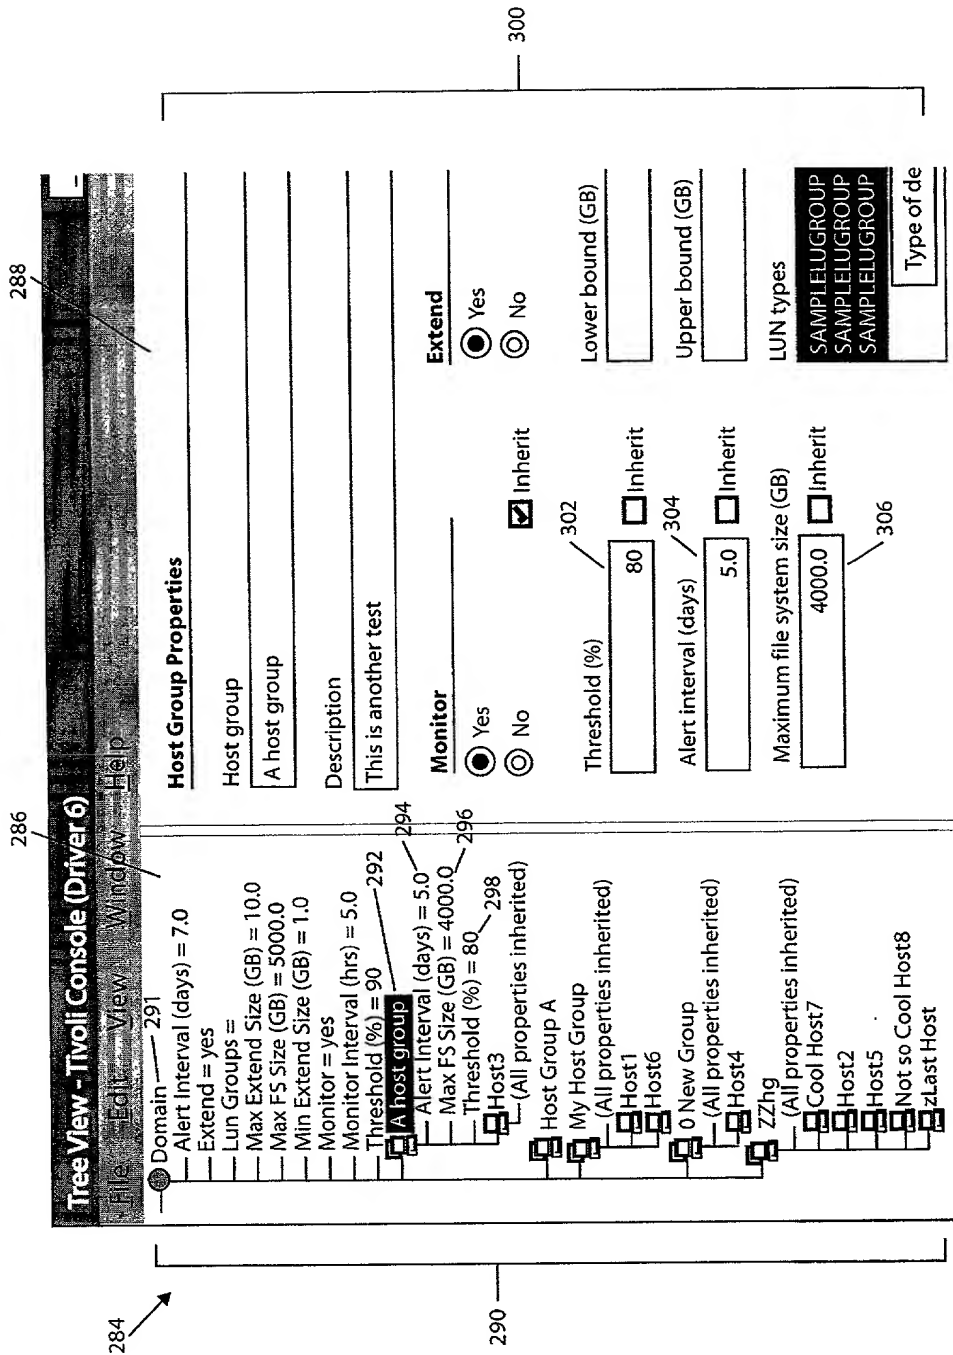 284
286
288
Tree View - Tivoli Console (Driver 6)
File Edit View Window Help
290
Domain
291
Alert Interval (days) = 7.0
Extend = yes
Lun Groups =
Max Extend Size (GB) = 10.0
Max FS Size (GB) = 5000.0
Min Extend Size (GB) = 1.0
Monitor = yes
Monitor Interval (hrs) = 5.0
Threshold (%) = 90
292
A host group
294
Alert Interval (days) = 5.0
Max FS Size (GB) = 4000.0
296
Threshold (%) = 80
298
Host3
(All properties inherited)
Host Group A
My Host Group
(All properties inherited)
Host1
Host6
0 New Group
(All properties inherited)
Host4
ZZhg
(All properties inherited)
Cool Host7
Host2
Host5
Not so Cool Host8
zLast Host
300
Host Group Properties
Host group
A host group
Description
This is another test
Monitor
Yes
No
Inherit
Extend
Yes
No
302
Threshold (%)
80
Inherit
304
Alert interval (days)
5.0
Inherit
Maximum file system size (GB)
4000.0
Inherit
306
Lower bound (GB)
Upper bound (GB)
LUN types
SAMPLELUGROUP
SAMPLELUGROUP
SAMPLELUGROUP
Type of de